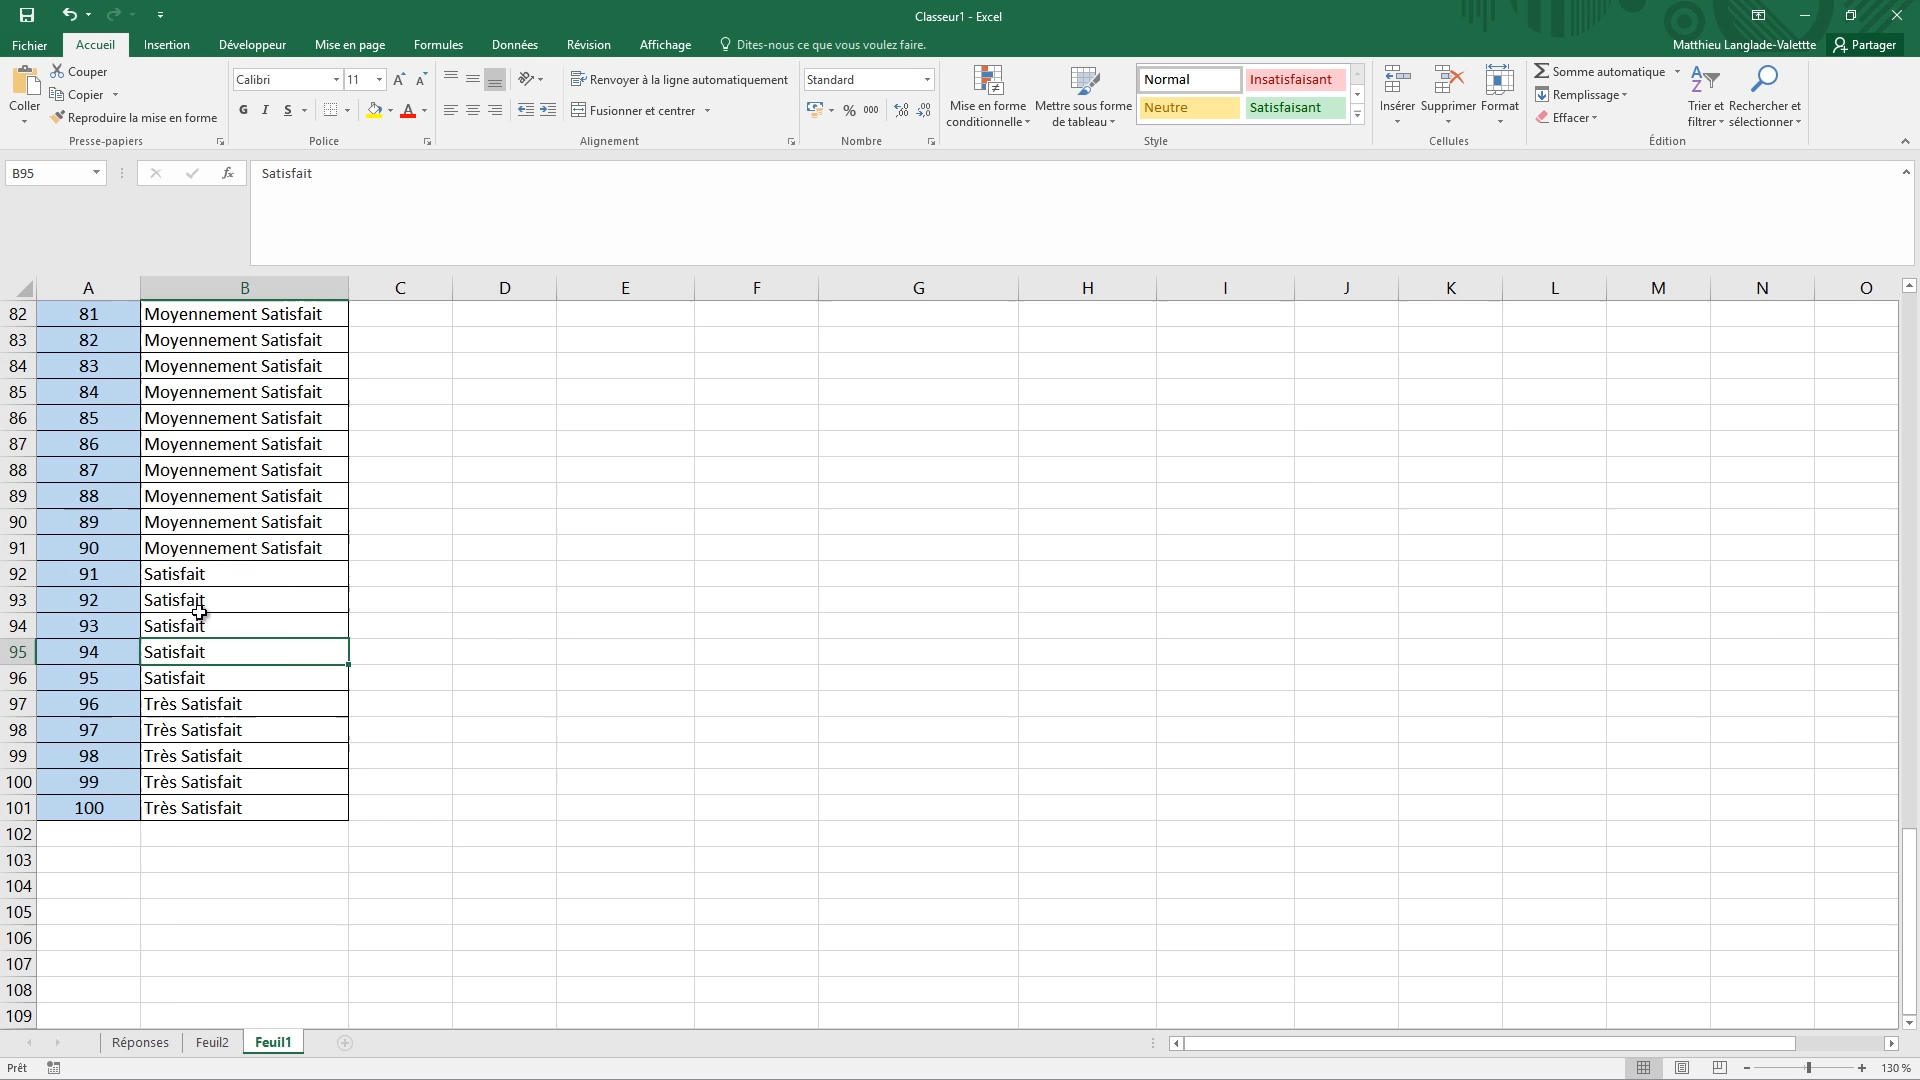 Classeur1 - Excel
Fichier Accueil Insertion Développeur Mise en page Formules Données Révision Affichage Dites-nous ce que vous voulez faire. Matthieu Langlade-Valettte Partager
Coller
Couper
Copier
Reproduire la mise en forme
Presse-papiers
Calibri 11
G I S
Police
Renvoyer à la ligne automatiquement
Fusionner et centrer
Alignement
Standard
% 000
Nombre
Mise en forme
conditionnelle
Mettre sous forme
de tableau
Normal Insatisfaisant
Neutre Satisfaisant
Style
Insérer Supprimer Format
Cellules
Somme automatique
Remplissage
Effacer
Trier et
filtrer
Rechercher et
sélectionner
Édition
B95 fx Satisfait
A B C D E F G H I J K L M N O
82 81 Moyennement Satisfait
83 82 Moyennement Satisfait
84 83 Moyennement Satisfait
85 84 Moyennement Satisfait
86 85 Moyennement Satisfait
87 86 Moyennement Satisfait
88 87 Moyennement Satisfait
89 88 Moyennement Satisfait
90 89 Moyennement Satisfait
91 90 Moyennement Satisfait
92 91 Satisfait
93 92 Satisfait
94 93 Satisfait
95 94 Satisfait
96 95 Satisfait
97 96 Très Satisfait
98 97 Très Satisfait
99 98 Très Satisfait
100 99 Très Satisfait
101 100 Très Satisfait
102
103
104
105
106
107
108
109
Réponses Feuil2 Feuil1
Prêt 130 %